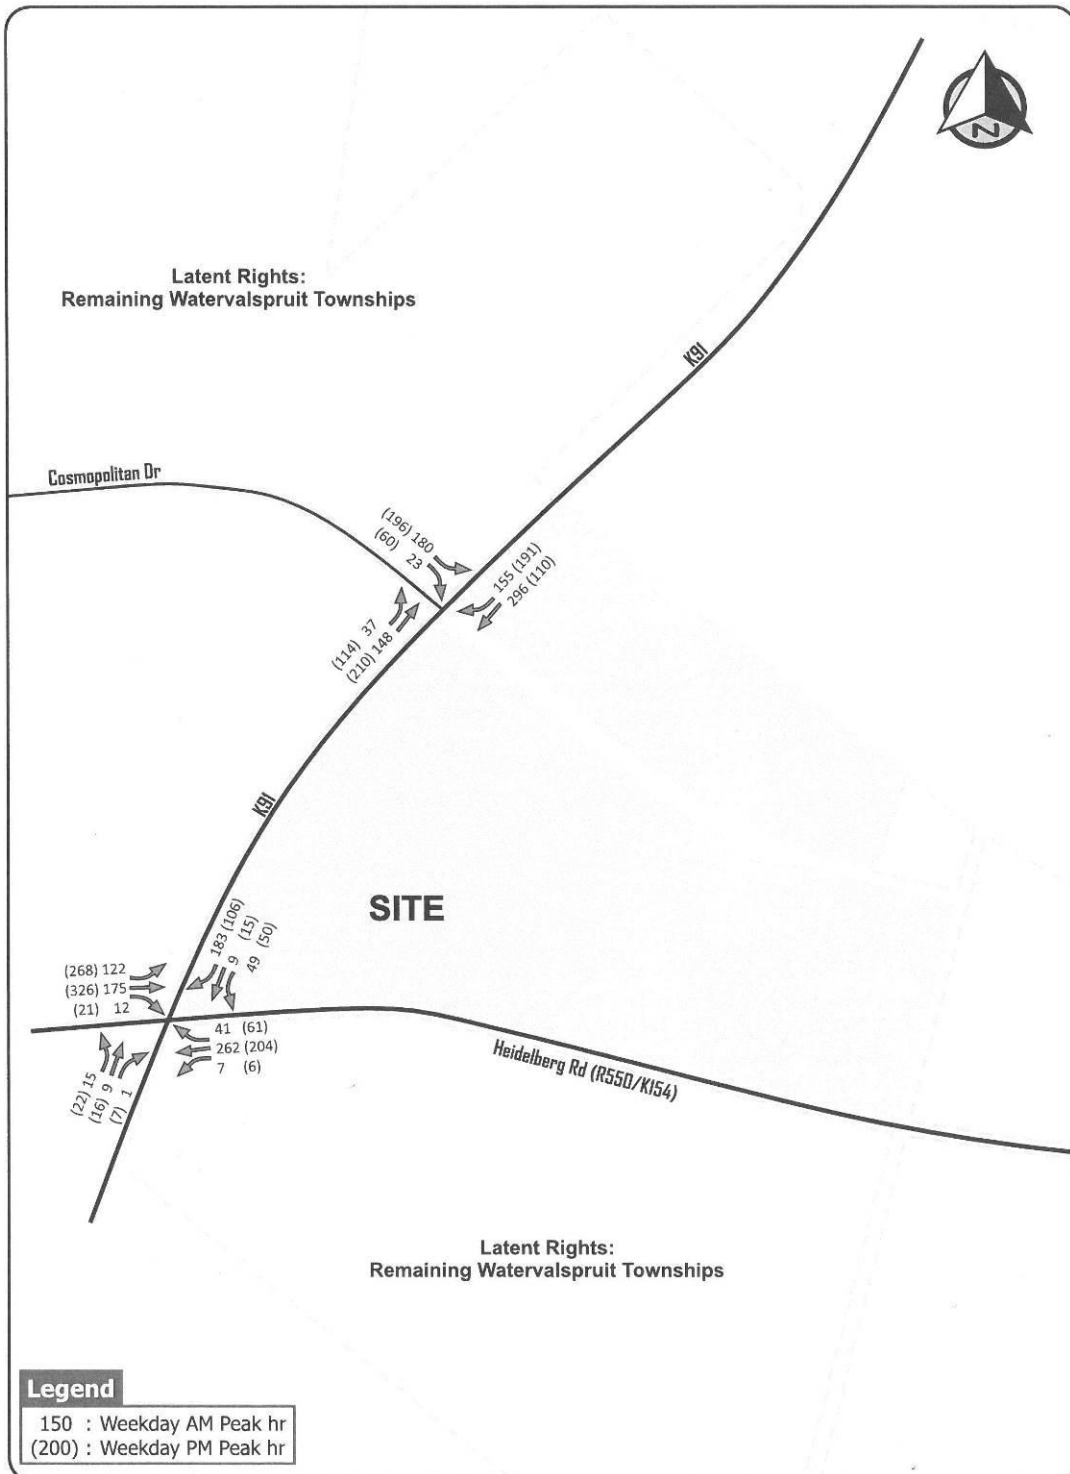 N
Latent Rights:
Remaining Watervalspruit Townships
K91
Cosmopolitan Dr
(196) 180
(60) 23
155 (191)
296 (110)
(114) 37
(210) 148
K91
SITE
183 (106)
9 (15)
49 (50)
(268) 122
(326) 175
(21) 12
41 (61)
262 (204)
7 (6)
(22) 15
(16) 9
(7) 1
Heidelberg Rd (R550/K154)
Latent Rights:
Remaining Watervalspruit Townships
Legend
150 : Weekday AM Peak hr
(200) : Weekday PM Peak hr